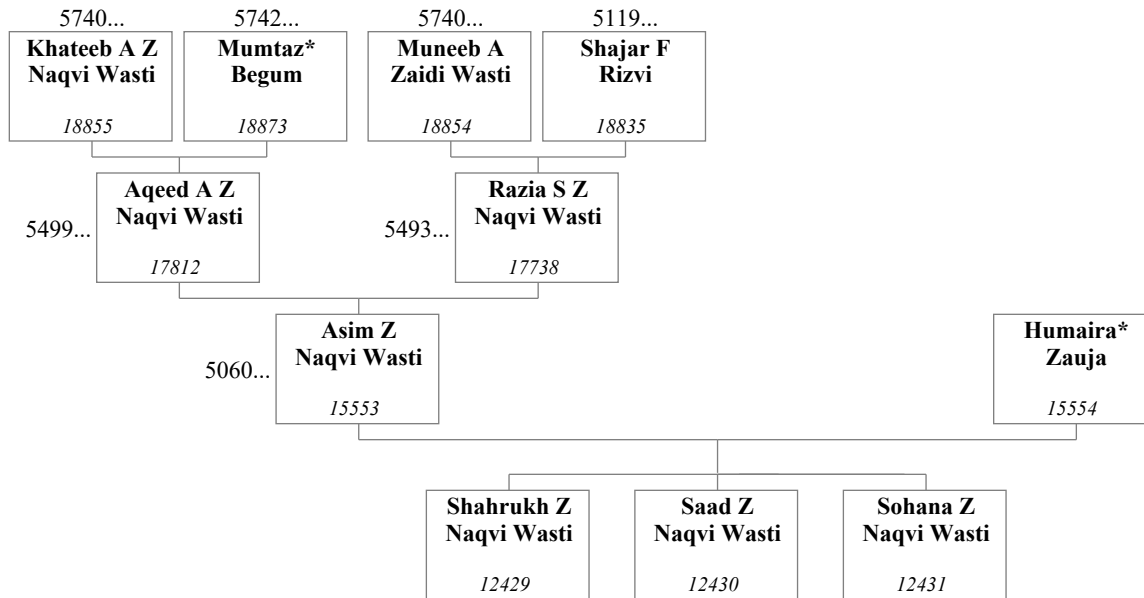 5740...
5742...
5740...
5119...
Khateeb A Z
Naqvi Wasti
18855
Mumtaz*
Begum
18873
Muneeb A
Zaidi Wasti
18854
Shajar F
Rizvi
18835
5499...
Aqeed A Z
Naqvi Wasti
17812
5493...
Razia S Z
Naqvi Wasti
17738
5060...
Asim Z
Naqvi Wasti
15553
Humaira*
Zauja
15554
Shahrukh Z
Naqvi Wasti
12429
Saad Z
Naqvi Wasti
12430
Sohana Z
Naqvi Wasti
12431